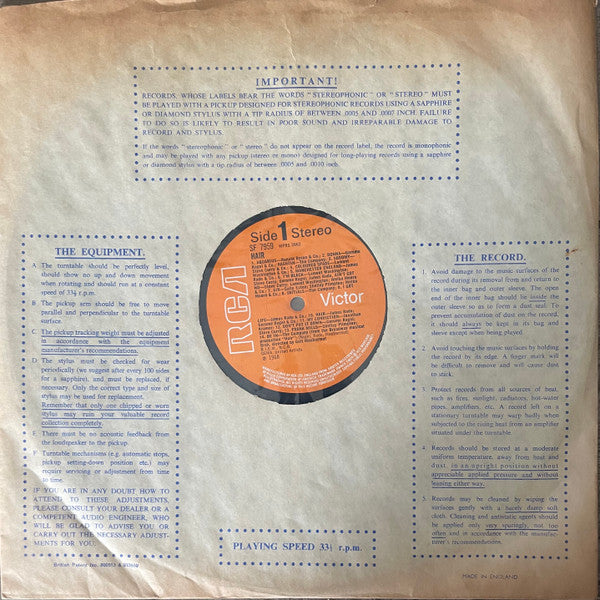 IMPORTANT!
RECORDS, WHOSE LABELS BEAR THE WORDS "STEREOPHONIC" OR "STEREO" MUST
BE PLAYED WITH A PICKUP DESIGNED FOR STEREOPHONIC RECORDS USING A SAPPHIRE
OR DIAMOND STYLUS WITH A TIP RADIUS OF BETWEEN .0005 AND .0007 INCH. FAILURE
TO DO SO IS LIKELY TO RESULT IN POOR SOUND AND IRREPARABLE DAMAGE TO
RECORD AND STYLUS.
If the words "stereophonic" or "stereo" do not appear on the record label, the record is monophonic
and may be played with any pickup (stereo or mono) designed for long-playing records using a sapphire
or diamond stylus with a tip radius of between .0005 and .0010 inch.
THE EQUIPMENT.
A The turntable should be perfectly level,
should show no up and down movement
when rotating and should run at a constant
speed of 33⅓ r.p.m.
B The pickup arm should be free to move
parallel and perpendicular to the turntable
surface.
C The pickup tracking weight must be adjusted
in accordance with the equipment
manufacturer's recommendations.
D The stylus must be checked for wear
periodically (we suggest after every 100 sides
for a sapphire), and must be replaced, if
necessary. Only the correct type and size of
stylus may be used for replacement.
Remember that only one chipped or worn
stylus may ruin your valuable record
collection completely.
E There must be no acoustic feedback from
the loudspeaker to the pickup.
F Turntable mechanisms (e.g. automatic stops,
pickup setting-down position etc.) may
require servicing or adjustment from time to
time.
IF YOU ARE IN ANY DOUBT HOW TO
ATTEND TO THESE ADJUSTMENTS,
PLEASE CONSULT YOUR DEALER OR A
COMPETENT AUDIO ENGINEER, WHO
WILL BE GLAD TO ADVISE YOU OR
CARRY OUT THE NECESSARY ADJUST-
MENTS FOR YOU.
British Patents No.
Side 1 Stereo
SF 7959
HAIR
RCA
Victor
PLAYING SPEED 33⅓ r.p.m.
THE RECORD.
1. Avoid damage to the music surfaces of the
record during its removal from and return to
the inner bag and outer sleeve. The open
end of the inner bag should be inside the
outer sleeve so as to form a dust seal. To
prevent accumulation of dust on the record,
it should always be kept in its bag and
sleeve except when being played.
2. Avoid touching the music surfaces by holding
the record by its edge. A finger mark will
be difficult to remove and will cause dust
to stick.
3. Protect records from all sources of heat,
such as fires, sunlight, radiators, hot-water
pipes, amplifiers, etc. A record left on a
stationary turntable may warp badly when
subjected to heat rising from an amplifier
situated under the turntable.
4. Records should be stored at a moderate
uniform temperature, away from heat and
dust, in an upright position without
appreciable applied pressure and without
leaning either way.
5. Records may be cleaned by wiping the
surfaces gently with a barely damp soft
cloth. Cleaning and antistatic agents should
be applied only very sparingly, not too
often and in accordance with the manufac-
turer's recommendations.
MADE IN ENGLAND